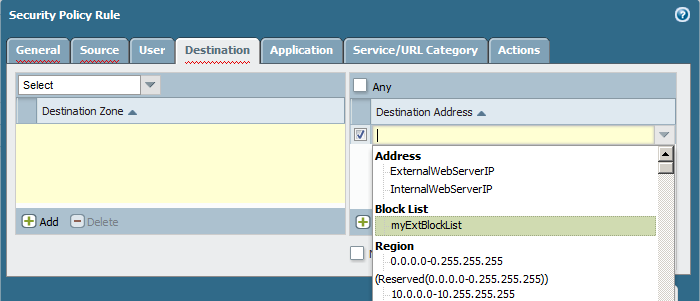 Security Policy Rule
General
Source
User
Destination
Application
Service/URL Category
Actions
Select
Any
Destination Zone
Destination Address
Address
ExternalWebServerIP
InternalWebServerIP
Block List
myExtBlockList
Region
0.0.0.0-0.255.255.255
(Reserved(0.0.0.0-0.255.255.255))
10.0.0.0-10.255.255.255
Add
Delete